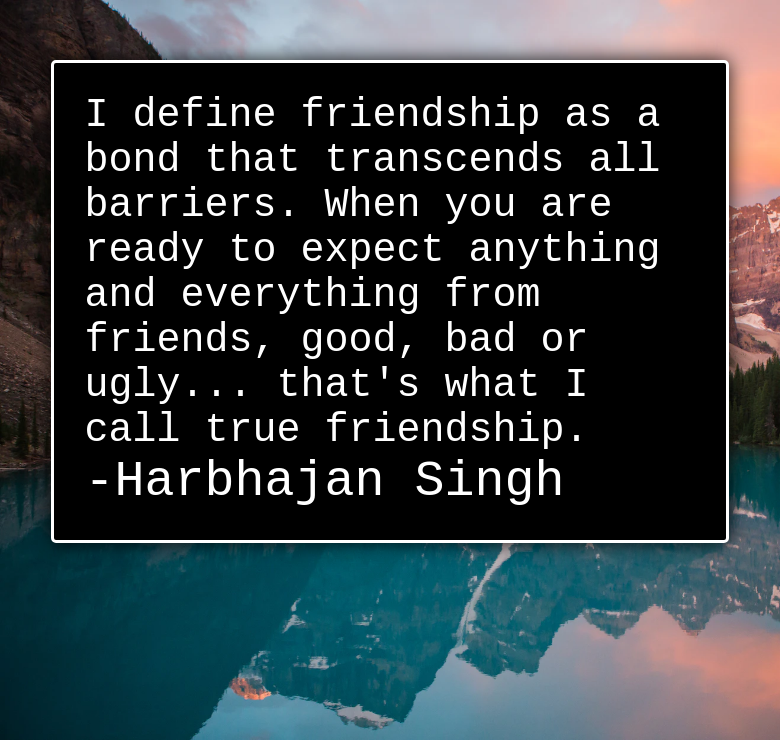 I define friendship as a
bond that transcends all
barriers. When you are
ready to expect anything
and everything from
friends, good, bad or
ugly... that's what I
call true friendship.
-Harbhajan Singh